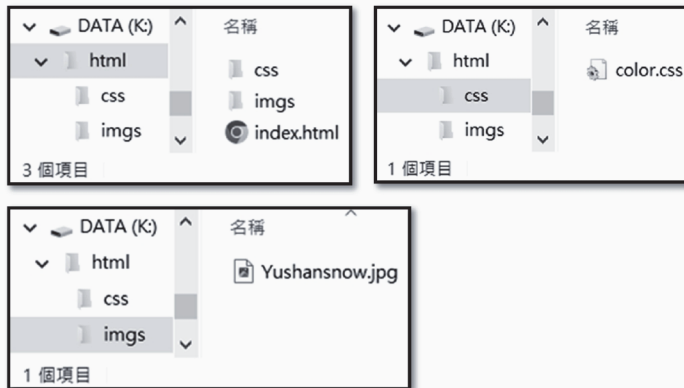 DATA (K:)
html
css
imgs
3 個項目
名稱
css
imgs
index.html
DATA (K:)
html
css
imgs
1 個項目
名稱
color.css
DATA (K:)
html
css
imgs
1 個項目
名稱
Yushansnow.jpg